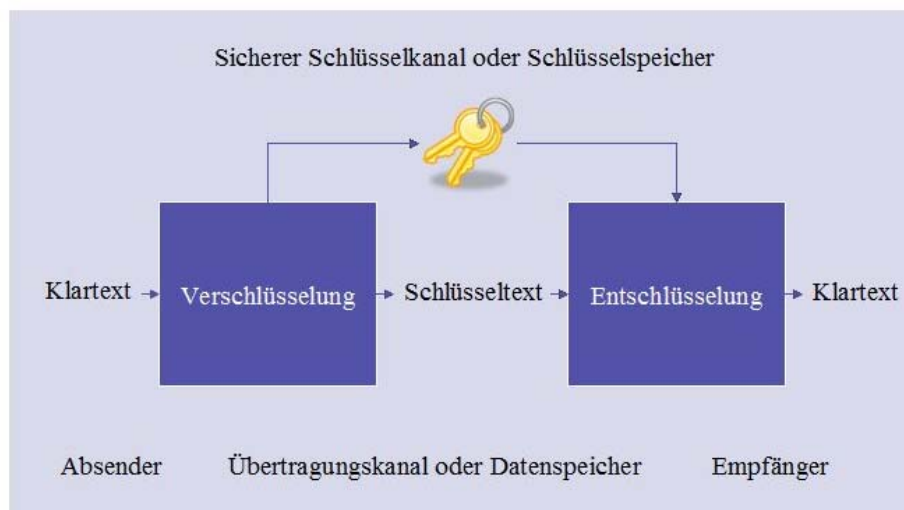 Sicherer Schlüsselkanal oder Schlüsselspeicher
Klartext Verschlüsselung Schlüsseltext Entschlüsselung Klartext
Absender Übertragungskanal oder Datenspeicher Empfänger